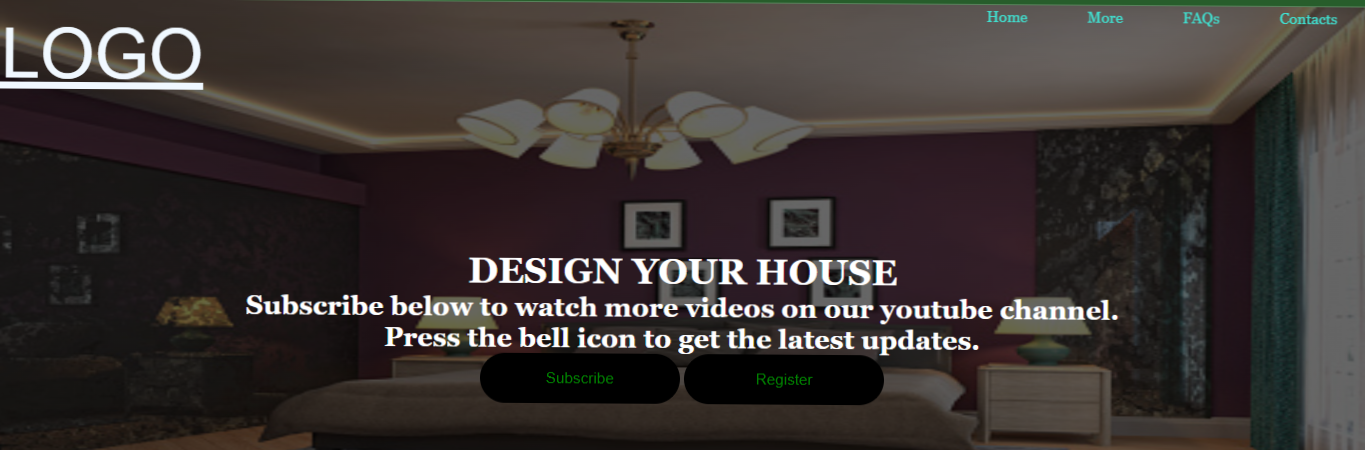 LOGO
Home More FAQs Contacts
DESIGN YOUR HOUSE
Subscribe below to watch more videos on our youtube channel.
Press the bell icon to get the latest updates.
Subscribe Register